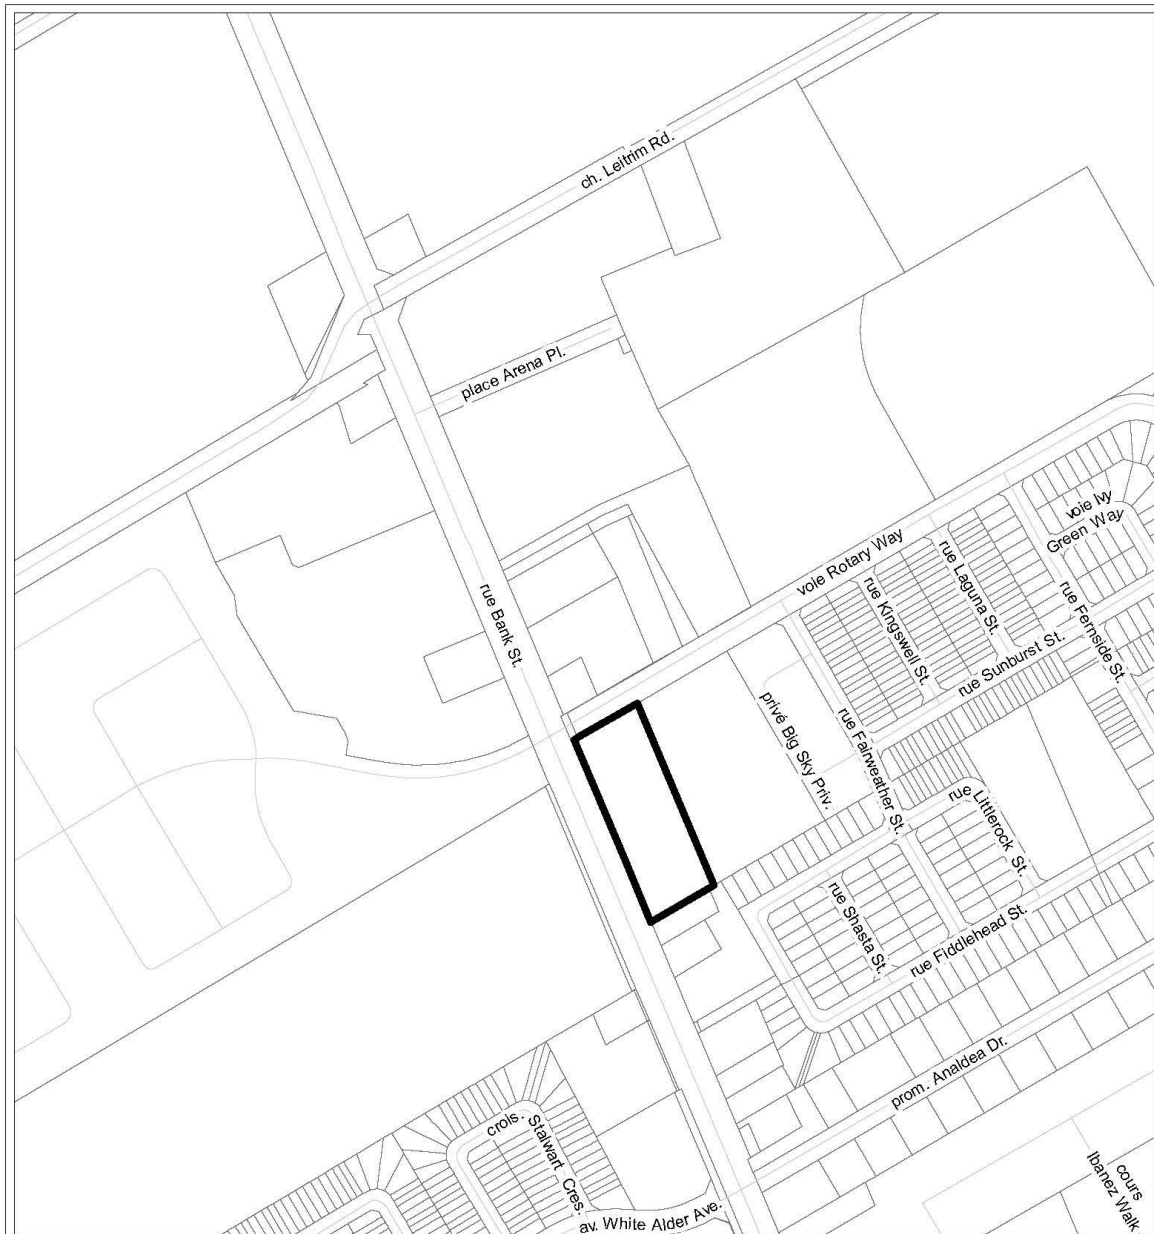 ch. Leitrim Rd.
place Arena Pl.
voie Ivy
Green Way
voie Rotary Way
rue Laguna St.
rue Kingswell St.
rue Fernside St.
rue Bank St.
rue Sunburst St.
privé Big Sky Priv.
rue Fairweather St.
rue Littlerock St.
rue Shasta St.
rue Fiddlehead St.
prom. Analdea Dr.
crois. Stalwart Cres.
cours
Ibanez Walk
av. White Alder Ave.